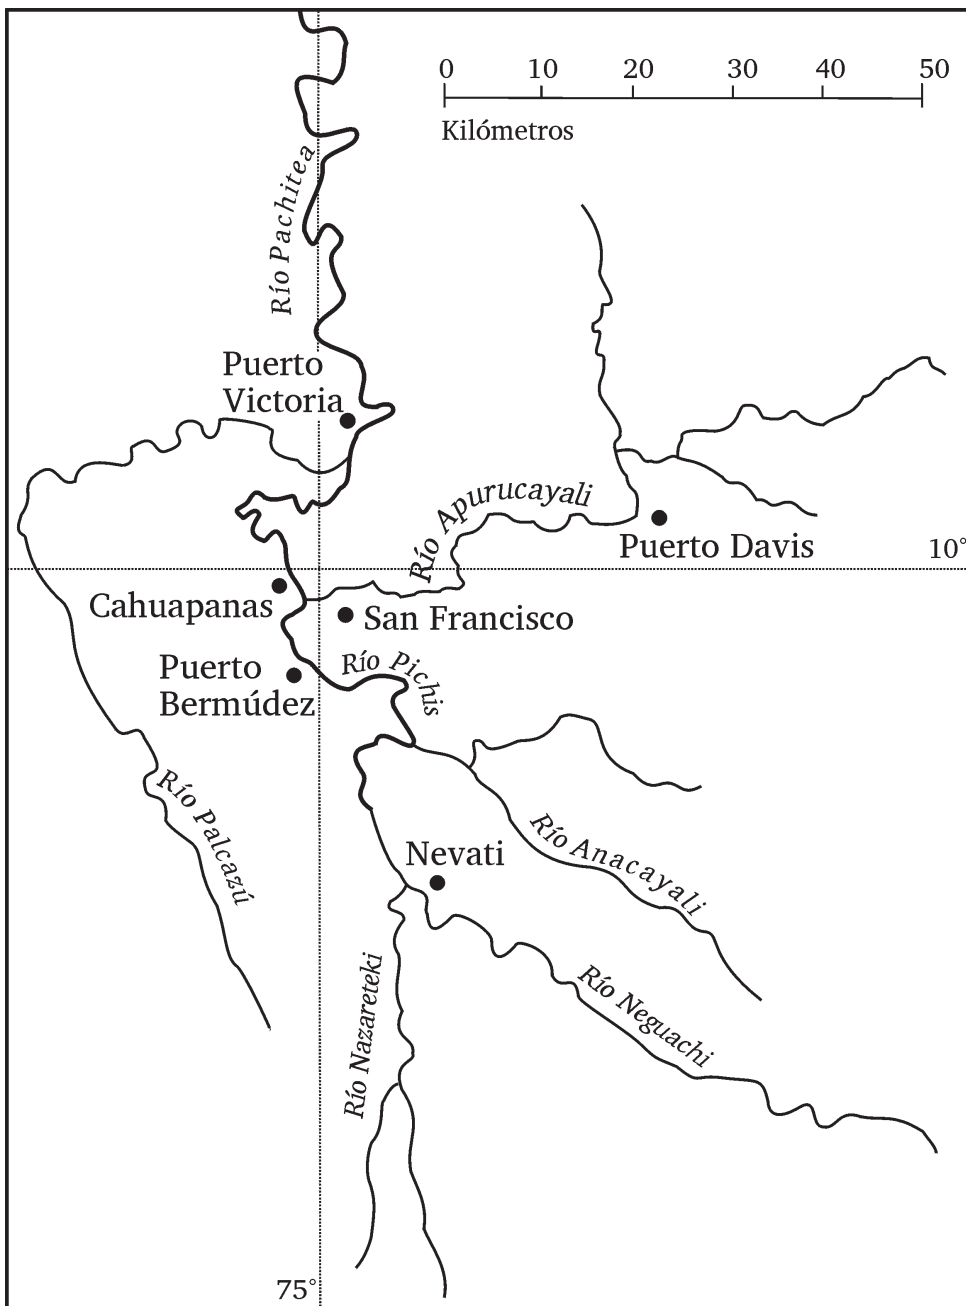 0 10 20 30 40 50
Kilómetros
Río Pachitea
Puerto
Victoria
Río Apurucayali
Puerto Davis
10°
Cahuapanas
San Francisco
Puerto
Bermúdez
Río Pichis
Río Palcazú
Río Anacayali
Nevati
Río Nazareteki
Río Neguachi
75°